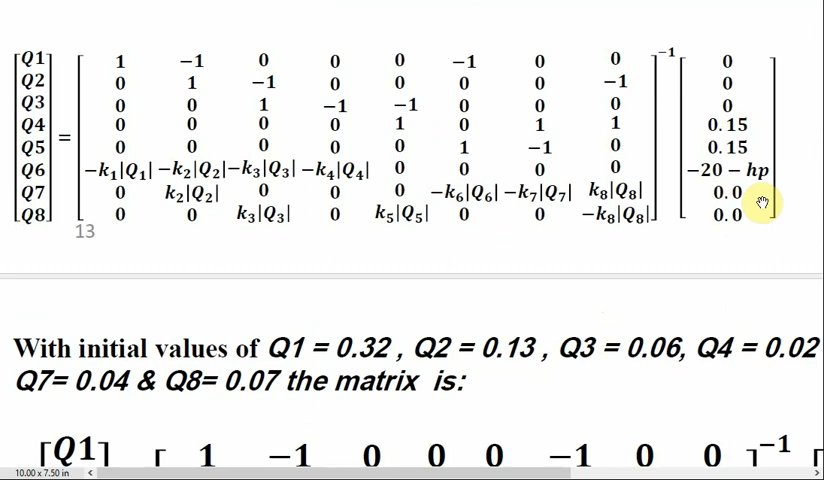 [Q1] [ 1 −1 0 0 0 −1 0 0 ]−1 [ 0 ]
Q2 0 1 −1 0 0 0 0 −1 0
Q3 0 0 1 −1 −1 0 0 0 0
Q4 0 0 0 0 1 0 1 1 0.15
Q5 = 0 0 0 0 0 1 −1 0 0.15
Q6 −k₁|Q₁| −k₂|Q₂| −k₃|Q₃| −k₄|Q₄| 0 0 0 0 −20 − hp
Q7 0 k₂|Q₂| 0 0 0 −k₆|Q₆| −k₇|Q₇| k₈|Q₈| 0.0
Q8 0 0 k₃|Q₃| 0 k₅|Q₅| 0 0 −k₈|Q₈| 0.0
13
With initial values of Q1 = 0.32 , Q2 = 0.13 , Q3 = 0.06, Q4 = 0.02
Q7= 0.04 & Q8= 0.07 the matrix is:
[Q1] [ 1 −1 0 0 0 −1 0 0 ]−1 [
10.00 x 7.50 in